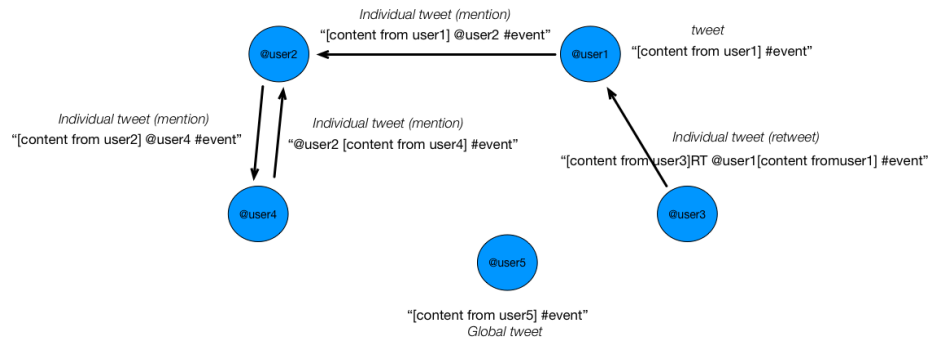 Individual tweet (mention)
“[content from user1] @user2 #event”
tweet
“[content from user1] #event”
@user2
@user1
Individual tweet (mention)
“[content from user2] @user4 #event”
Individual tweet (mention)
“@user2 [content from user4] #event”
Individual tweet (retweet)
“[content from user3]RT @user1[content fromuser1] #event”
@user4
@user3
@user5
“[content from user5] #event”
Global tweet